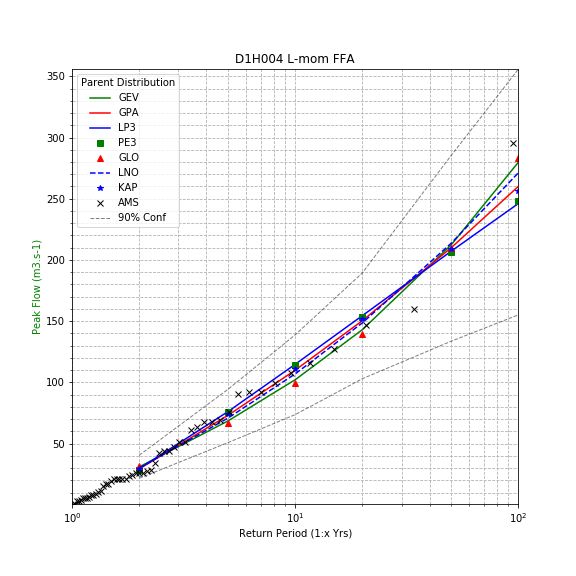 D1H004 L-mom FFA
Peak Flow (m3.s-1)
350
300
250
200
150
100
50
Parent Distribution
GEV
GPA
LP3
PE3
GLO
LNO
KAP
AMS
90% Conf
10⁰
10¹
10²
Return Period (1:x Yrs)